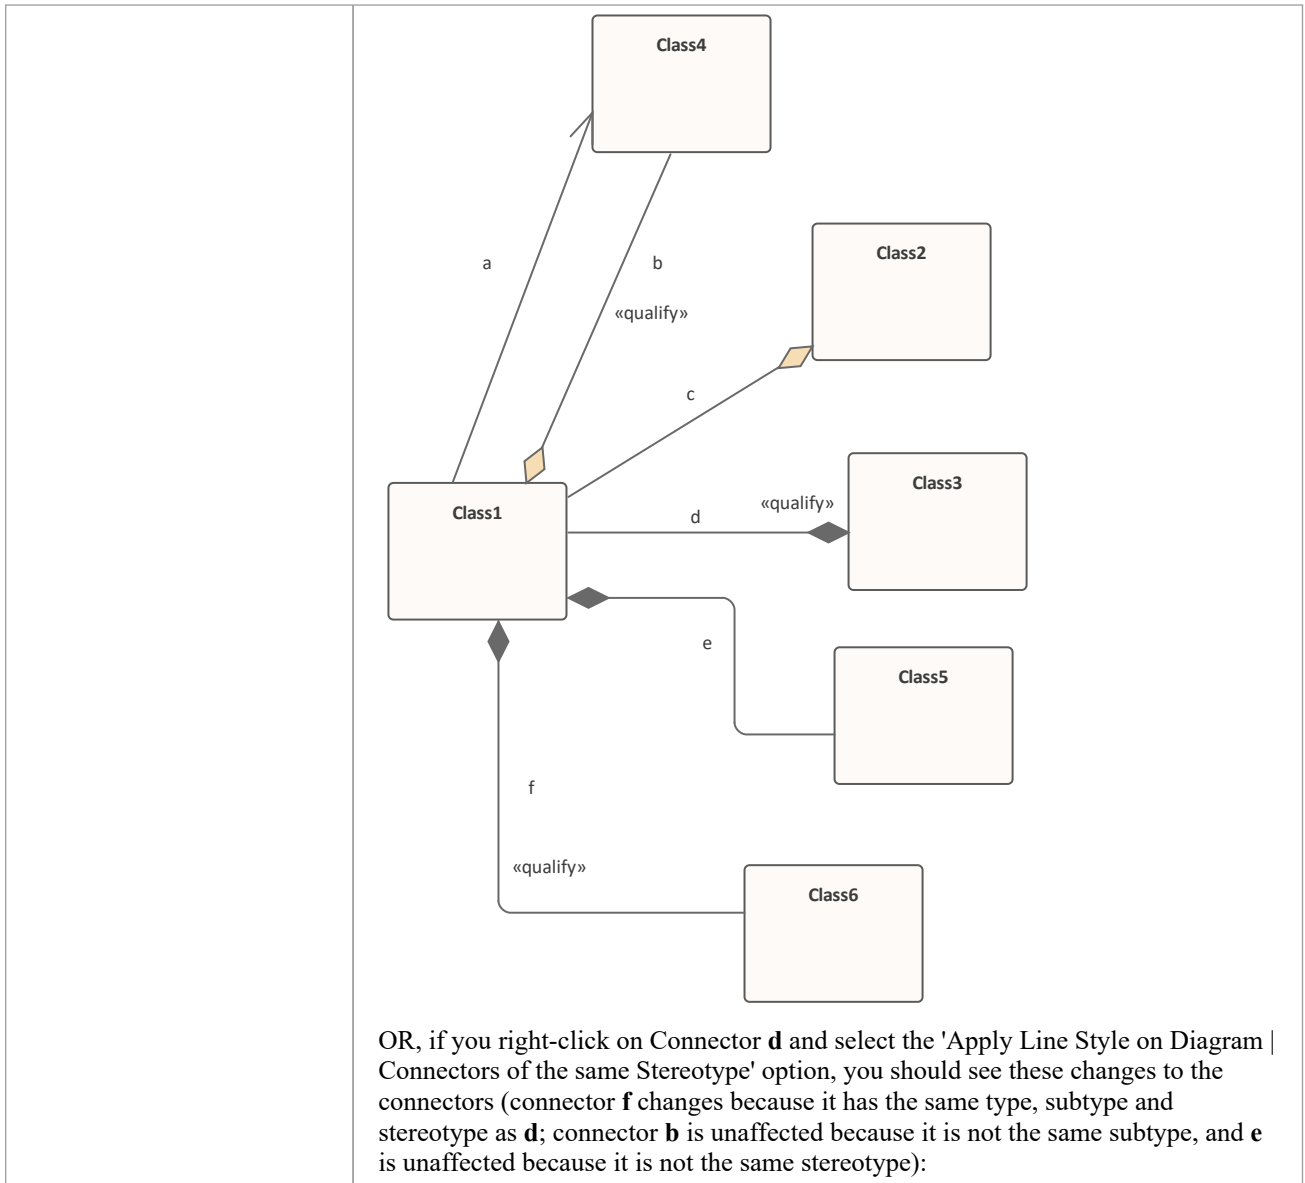 Class4
Class2
a
b
«qualify»
c
Class3
«qualify»
d
Class1
e
Class5
f
«qualify»
Class6
OR, if you right-click on Connector d and select the 'Apply Line Style on Diagram |
Connectors of the same Stereotype' option, you should see these changes to the
connectors (connector f changes because it has the same type, subtype and
stereotype as d; connector b is unaffected because it is not the same subtype, and e
is unaffected because it is not the same stereotype):